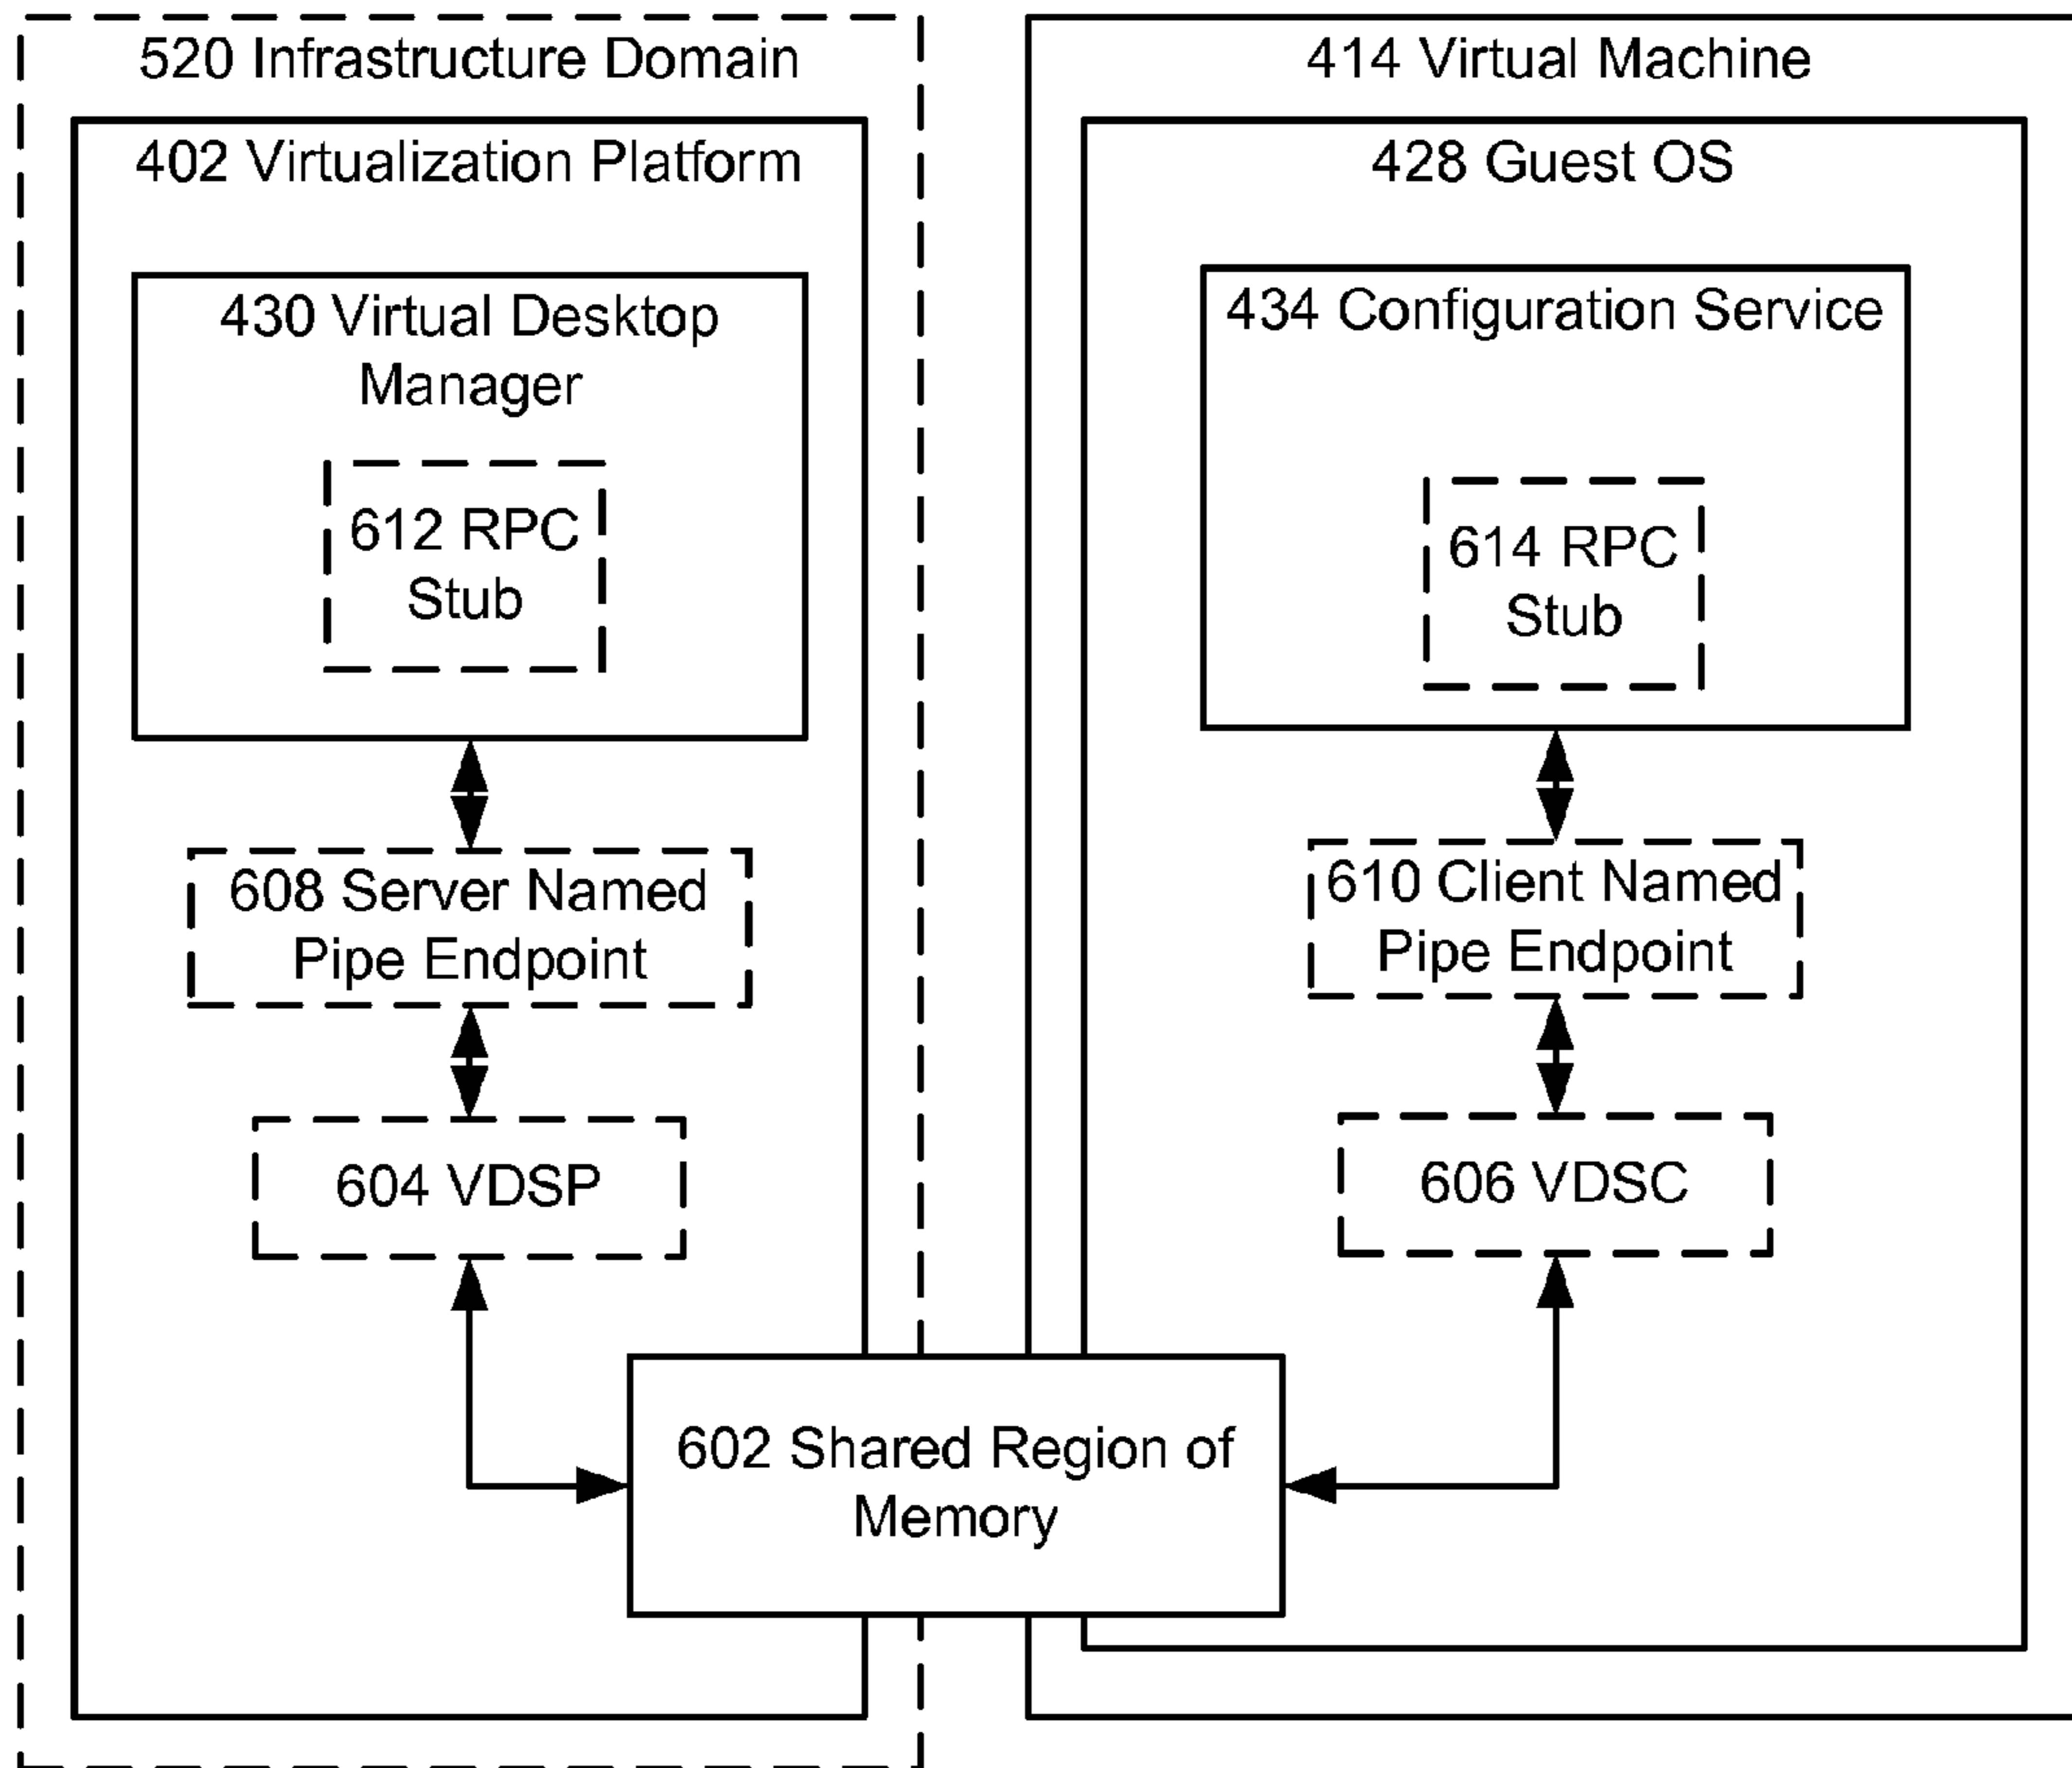 520 Infrastructure Domain
402 Virtualization Platform
430 Virtual Desktop
Manager
612 RPC
Stub
608 Server Named
Pipe Endpoint
604 VDSP
602 Shared Region of
Memory
414 Virtual Machine
428 Guest OS
434 Configuration Service
614 RPC
Stub
610 Client Named
Pipe Endpoint
606 VDSC